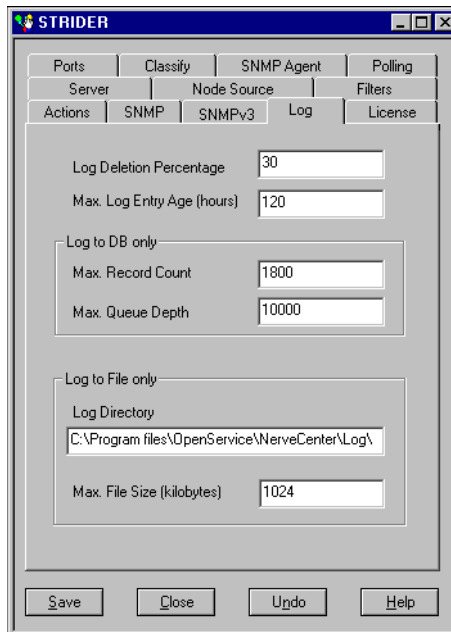 STRIDER
Ports Classify SNMP Agent Polling
Server Node Source Filters
Actions SNMP SNMPv3 Log License
Log Deletion Percentage 30
Max. Log Entry Age (hours) 120
Log to DB only
Max. Record Count 1800
Max. Queue Depth 10000
Log to File only
Log Directory
C:\Program files\OpenService\NerveCenter\Log\
Max. File Size (kilobytes) 1024
Save Close Undo Help